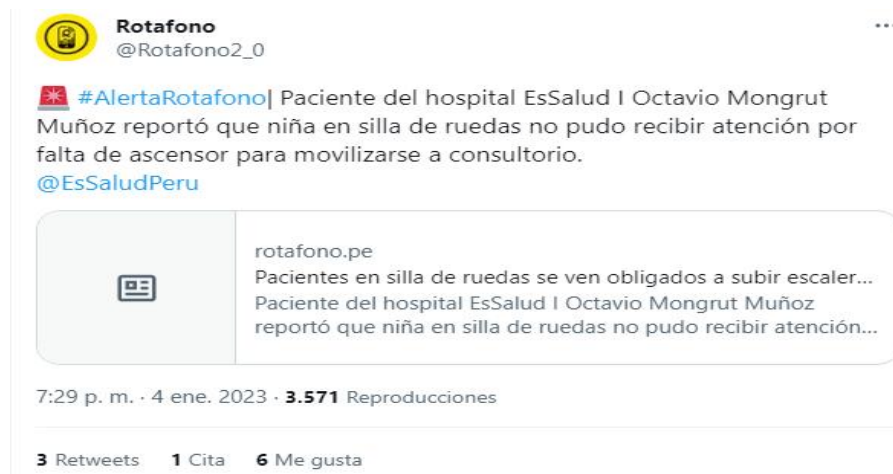 Rotafono
@Rotafono2_0
#AlertaRotafono| Paciente del hospital EsSalud I Octavio Mongrut
Muñoz reportó que niña en silla de ruedas no pudo recibir atención por
falta de ascensor para movilizarse a consultorio.
@EsSaludPeru
rotafono.pe
Pacientes en silla de ruedas se ven obligados a subir escaler...
Paciente del hospital EsSalud I Octavio Mongrut Muñoz
reportó que niña en silla de ruedas no pudo recibir atención...
7:29 p. m. · 4 ene. 2023 · 3.571 Reproducciones
3 Retweets 1 Cita 6 Me gusta